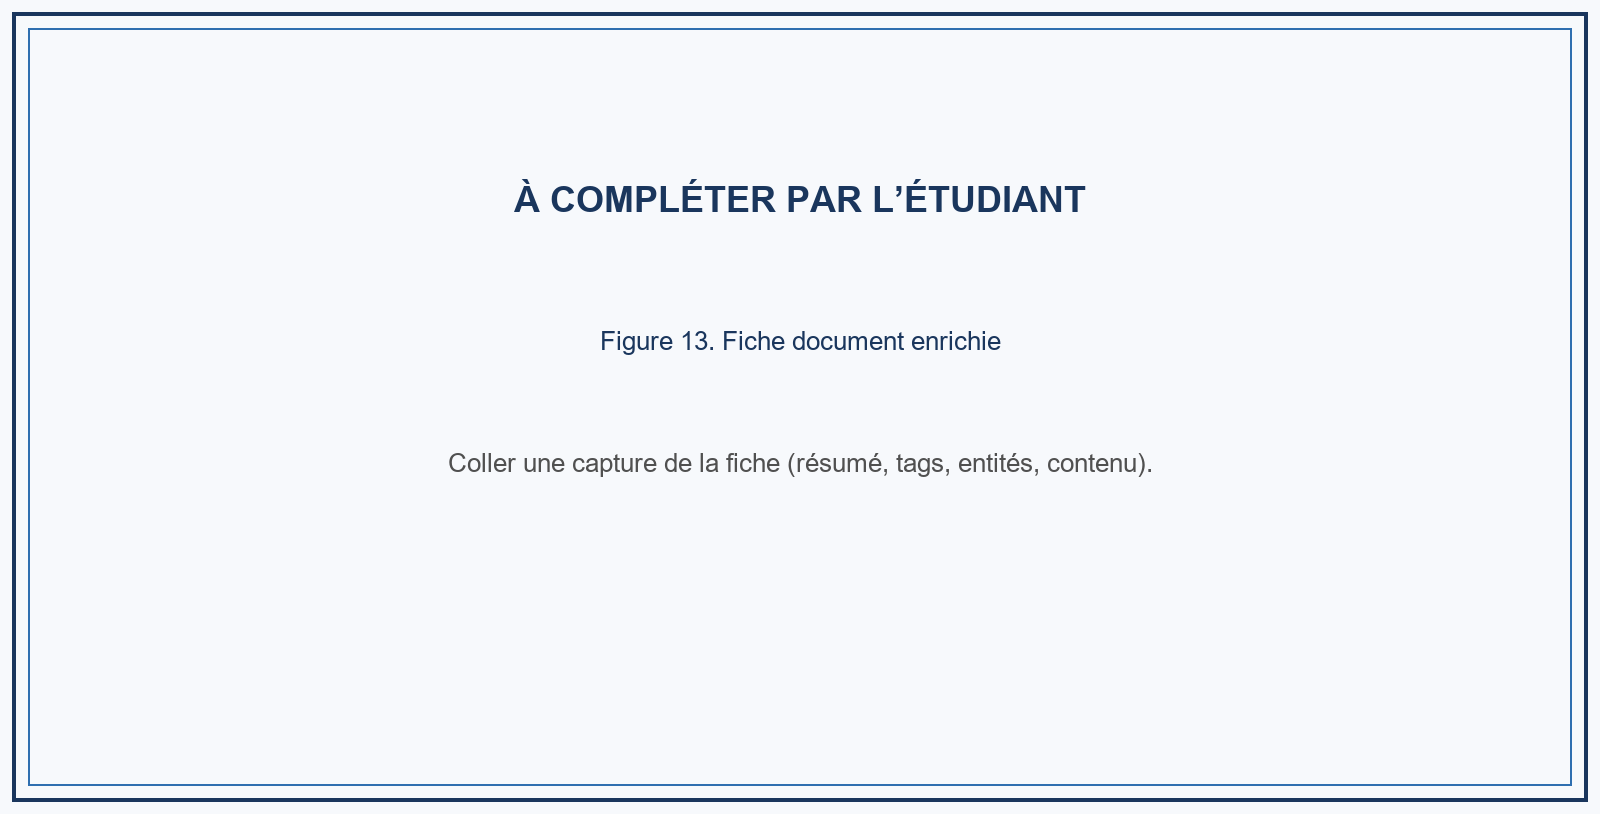 À COMPLÉTER PAR L’ÉTUDIANT
Figure 13. Fiche document enrichie
Coller une capture de la fiche (résumé, tags, entités, contenu).